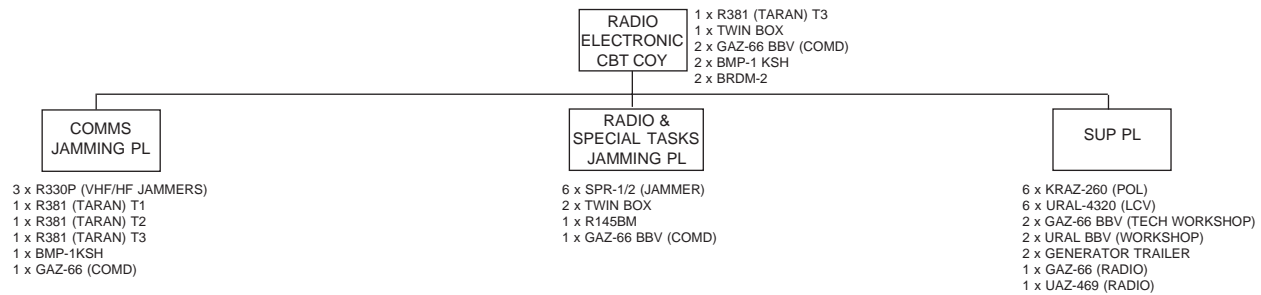 RADIO
ELECTRONIC
CBT COY
1 x R381 (TARAN) T3
1 x TWIN BOX
2 x GAZ-66 BBV (COMD)
2 x BMP-1 KSH
2 x BRDM-2
COMMS
JAMMING PL
3 x R330P (VHF/HF JAMMERS)
1 x R381 (TARAN) T1
1 x R381 (TARAN) T2
1 x R381 (TARAN) T3
1 x BMP-1KSH
1 x GAZ-66 (COMD)
RADIO &
SPECIAL TASKS
JAMMING PL
6 x SPR-1/2 (JAMMER)
2 x TWIN BOX
1 x R145BM
1 x GAZ-66 BBV (COMD)
SUP PL
6 x KRAZ-260 (POL)
6 x URAL-4320 (LCV)
2 x GAZ-66 BBV (TECH WORKSHOP)
2 x URAL BBV (WORKSHOP)
2 x GENERATOR TRAILER
1 x GAZ-66 (RADIO)
1 x UAZ-469 (RADIO)